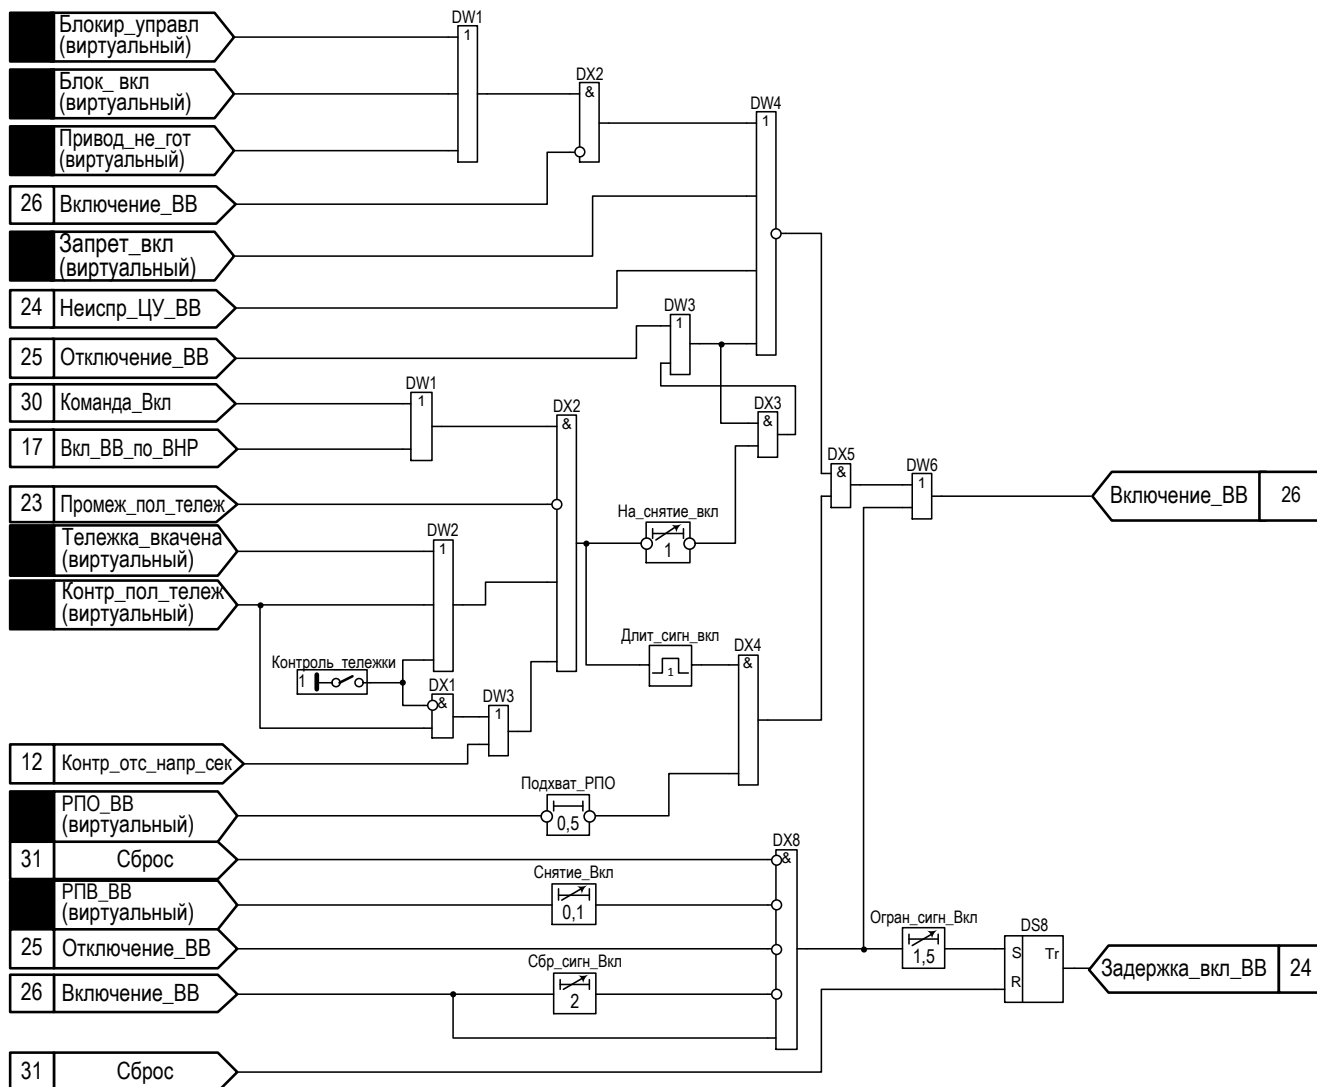 Блокир_управл
(виртуальный)
DW1
1
Блок_ вкл
(виртуальный)
DX2
&
DW4
1
Привод_не_гот
(виртуальный)
26 Включение_ВВ
Запрет_вкл
(виртуальный)
24 Неиспр_ЦУ_ВВ
DW3
1
25 Отключение_ВВ
30 Команда_Вкл
DW1
1
DX2
&
DX3
&
17 Вкл_ВВ_по_ВНР
DX5
&
DW6
1
Включение_ВВ 26
23 Промеж_пол_тележ
На_снятие_вкл
1
Тележка_вкачена
(виртуальный)
DW2
1
Контр_пол_тележ
(виртуальный)
Длит_сигн_вкл
1
DX4
&
Контроль_тележки
1
DX1
&
DW3
1
12 Контр_отс_напр_сек
Подхват_РПО
0,5
РПО_ВВ
(виртуальный)
31 Сброс
DX8
&
Снятие_Вкл
0,1
РПВ_ВВ
(виртуальный)
Огран_сигн_Вкл
1,5
DS8
S Tr
R
25 Отключение_ВВ
Сбр_сигн_Вкл
2
Задержка_вкл_ВВ 24
26 Включение_ВВ
31 Сброс